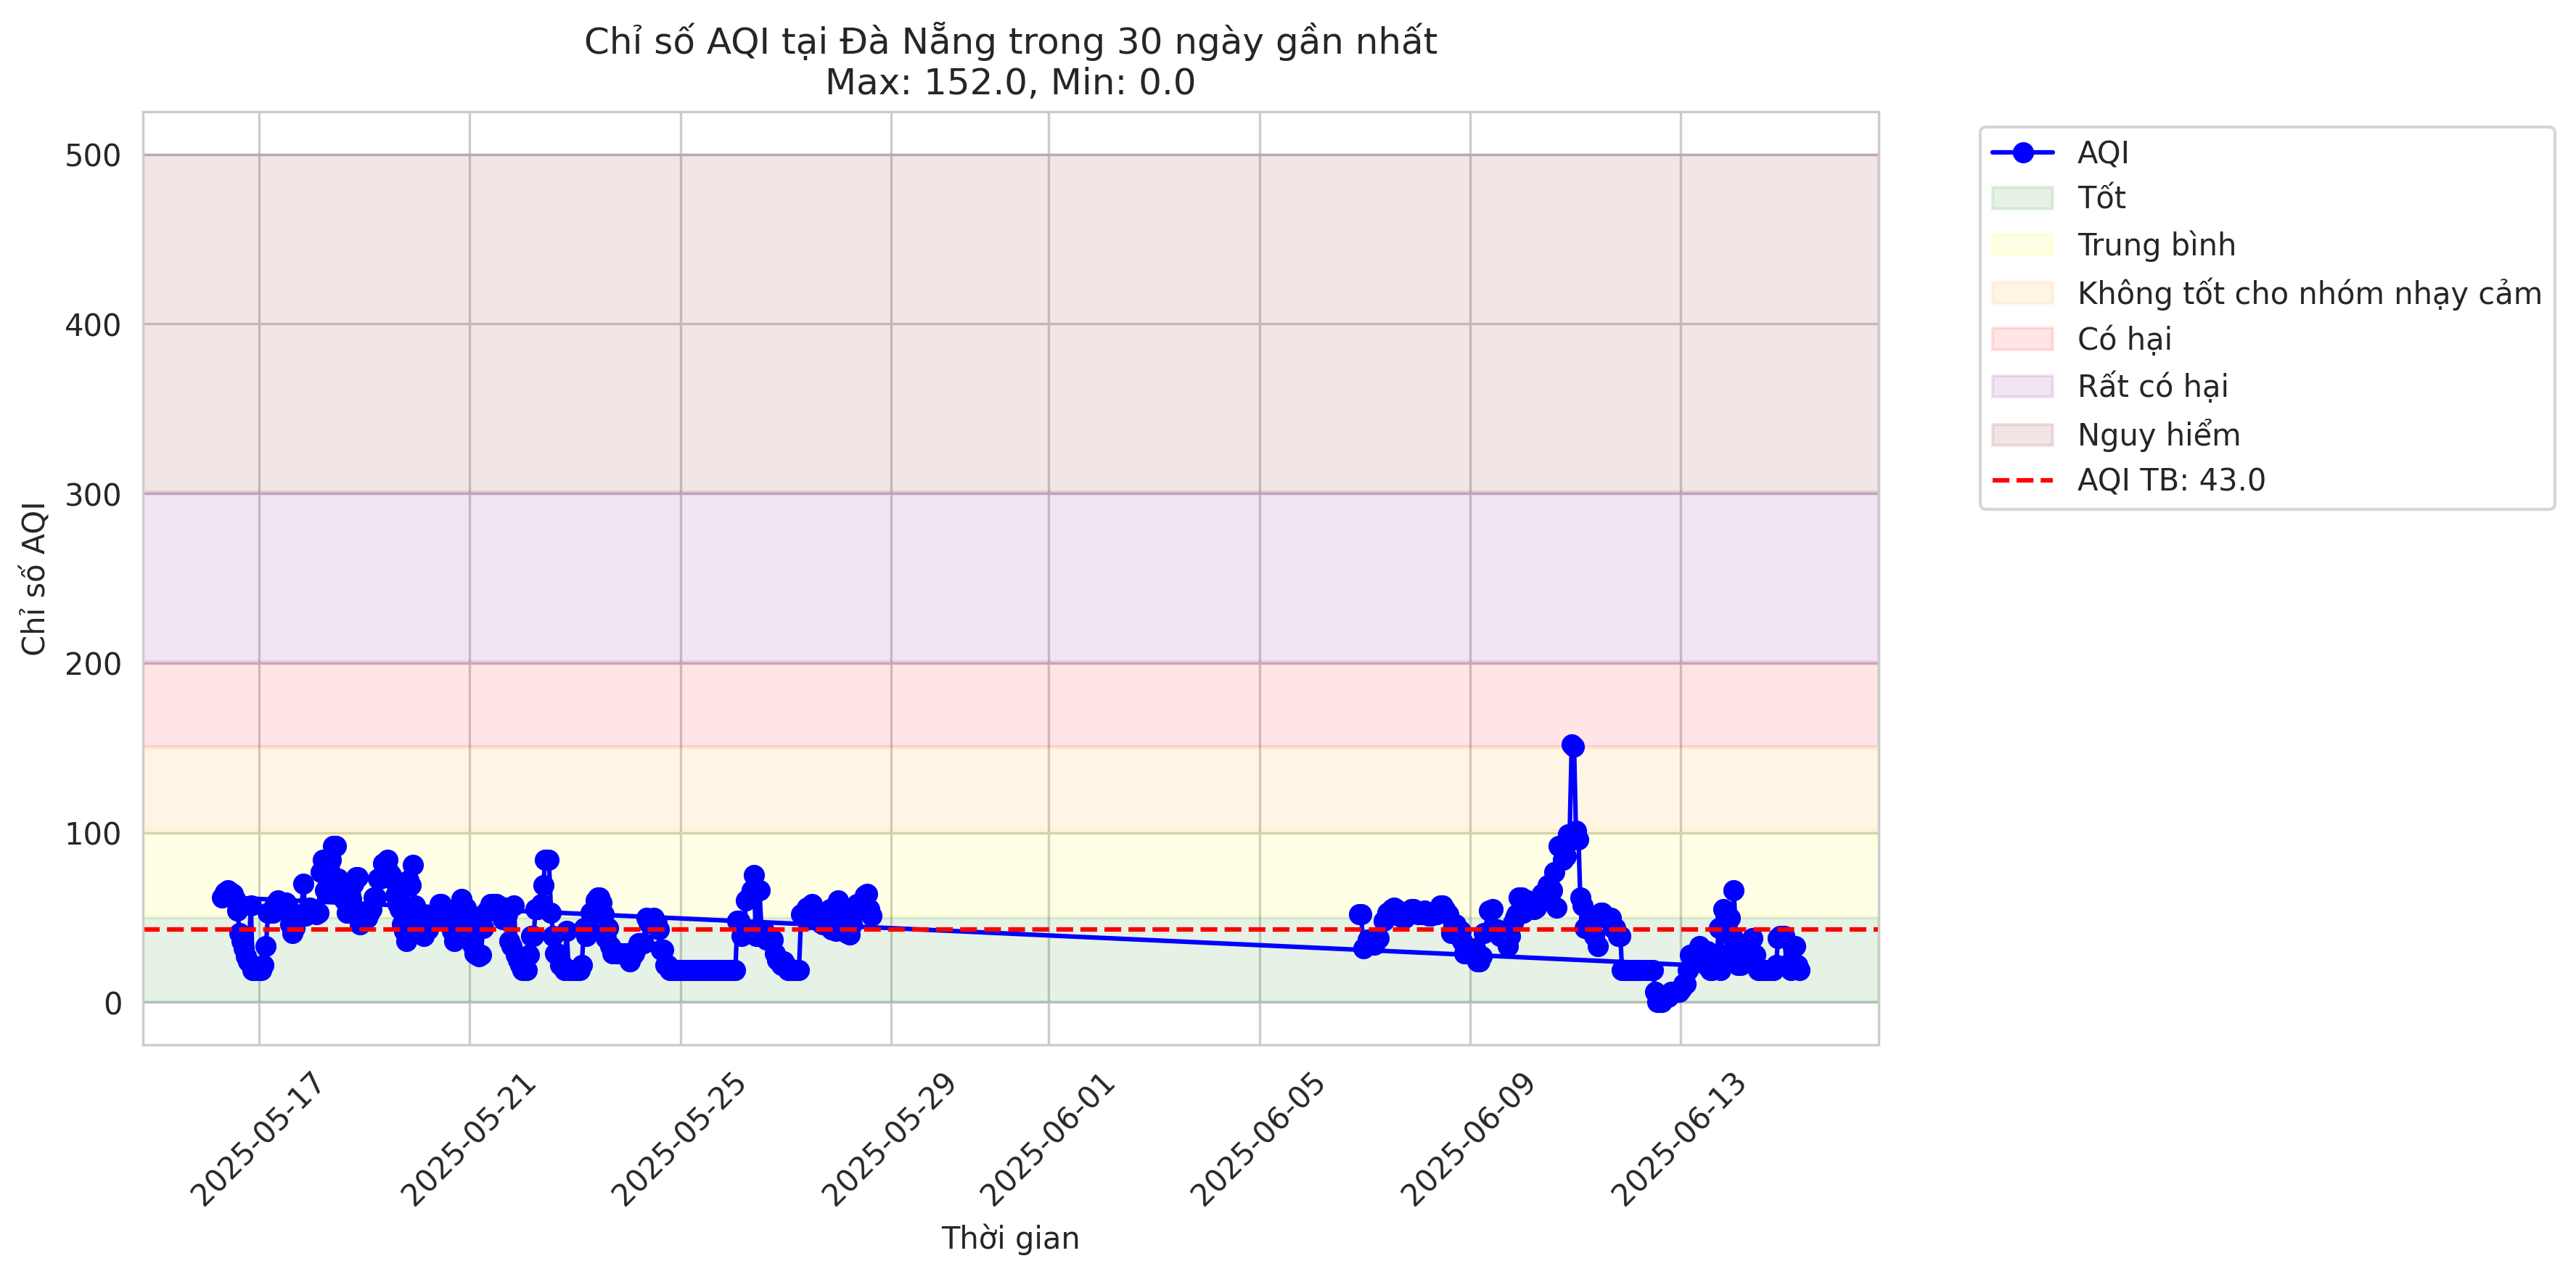 Chỉ số AQI tại Đà Nẵng trong 30 ngày gần nhất
Max: 152.0, Min: 0.0
Chỉ số AQI
500
400
300
200
100
0
2025-05-17
2025-05-21
2025-05-25
2025-05-29
2025-06-01
2025-06-05
2025-06-09
2025-06-13
Thời gian
AQI
Tốt
Trung bình
Không tốt cho nhóm nhạy cảm
Có hại
Rất có hại
Nguy hiểm
AQI TB: 43.0